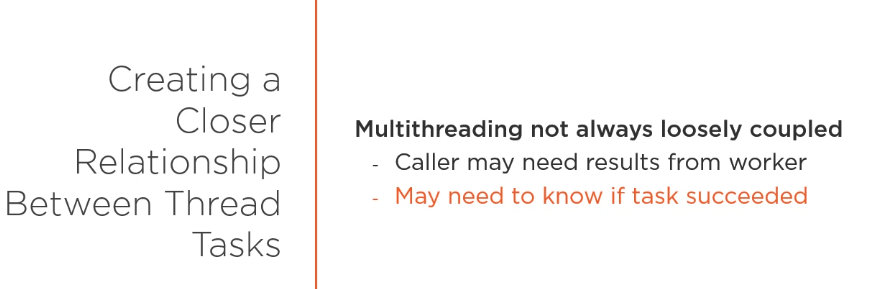 Creating a
Closer
Relationship
Between Thread
Tasks
Multithreading not always loosely coupled
- Caller may need results from worker
- May need to know if task succeeded